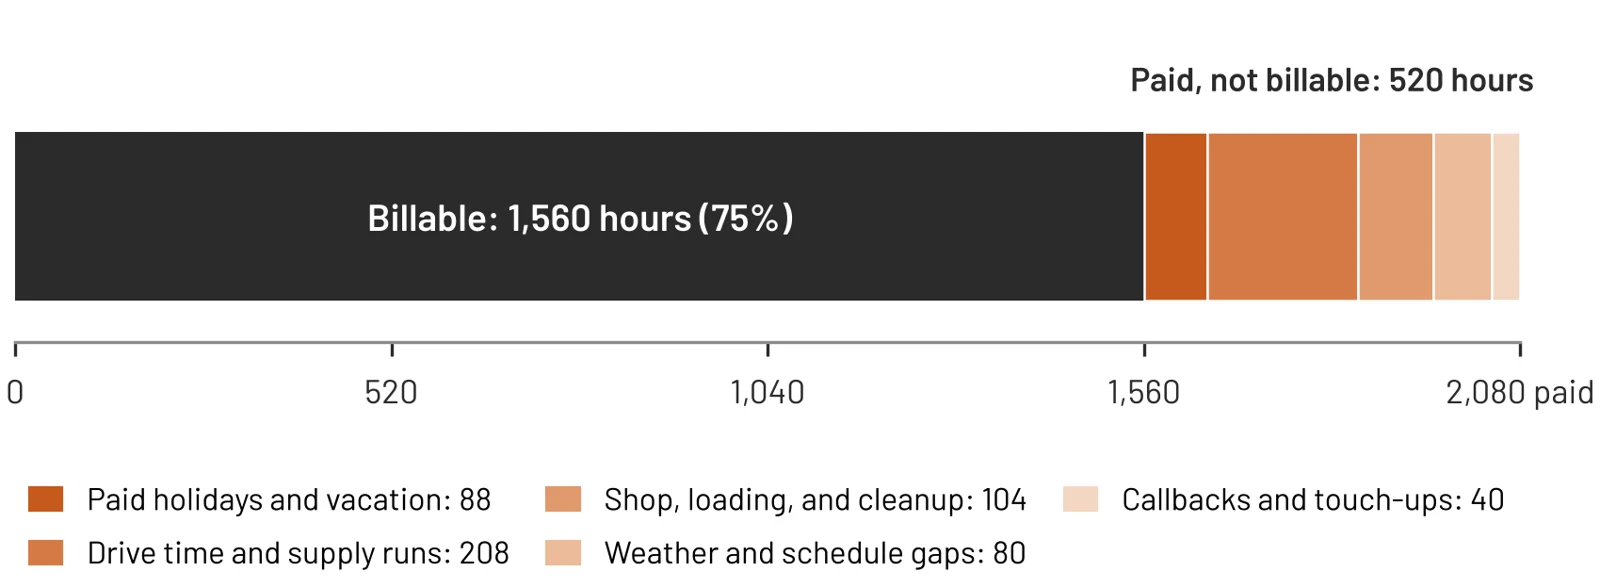 Paid, not billable: 520 hours
Billable: 1,560 hours (75%)
0 520 1,040 1,560 2,080 paid
Paid holidays and vacation: 88
Drive time and supply runs: 208
Shop, loading, and cleanup: 104
Weather and schedule gaps: 80
Callbacks and touch-ups: 40